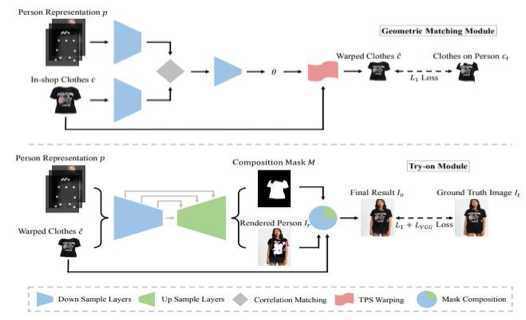 Person Representation p
Geometric Matching Module
In-shop Clothes c
θ
Warped Clothes ĉ
Clothes on Person cₜ
L₁ Loss
Person Representation p
Composition Mask M
Try-on Module
Final Result Iₒ
Ground Truth Image Iₜ
Rendered Person Iᵣ
L₁ + L_VGG Loss
Warped Clothes ĉ
Down Sample Layers
Up Sample Layers
Correlation Matching
TPS Warping
Mask Composition